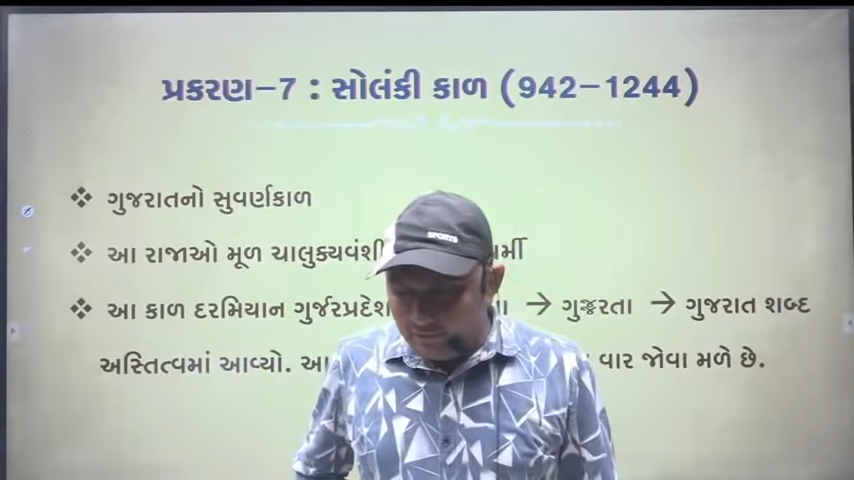 પ્રકરણ-7 : સોલંકી કાળ (942-1244)
❖ ગુજરાતનો સુવર્ણકાળ
❖ આ રાજાઓ મૂળ ચાલુક્યવંશી
SPORTS
❖ આ કાળ દરમિયાન ગુર્જરપ્રદેશ → ગુજ્જરતા → ગુજરાત શબ્દ
અસ્તિત્વમાં આવ્યો. વાર જોવા મળે છે.